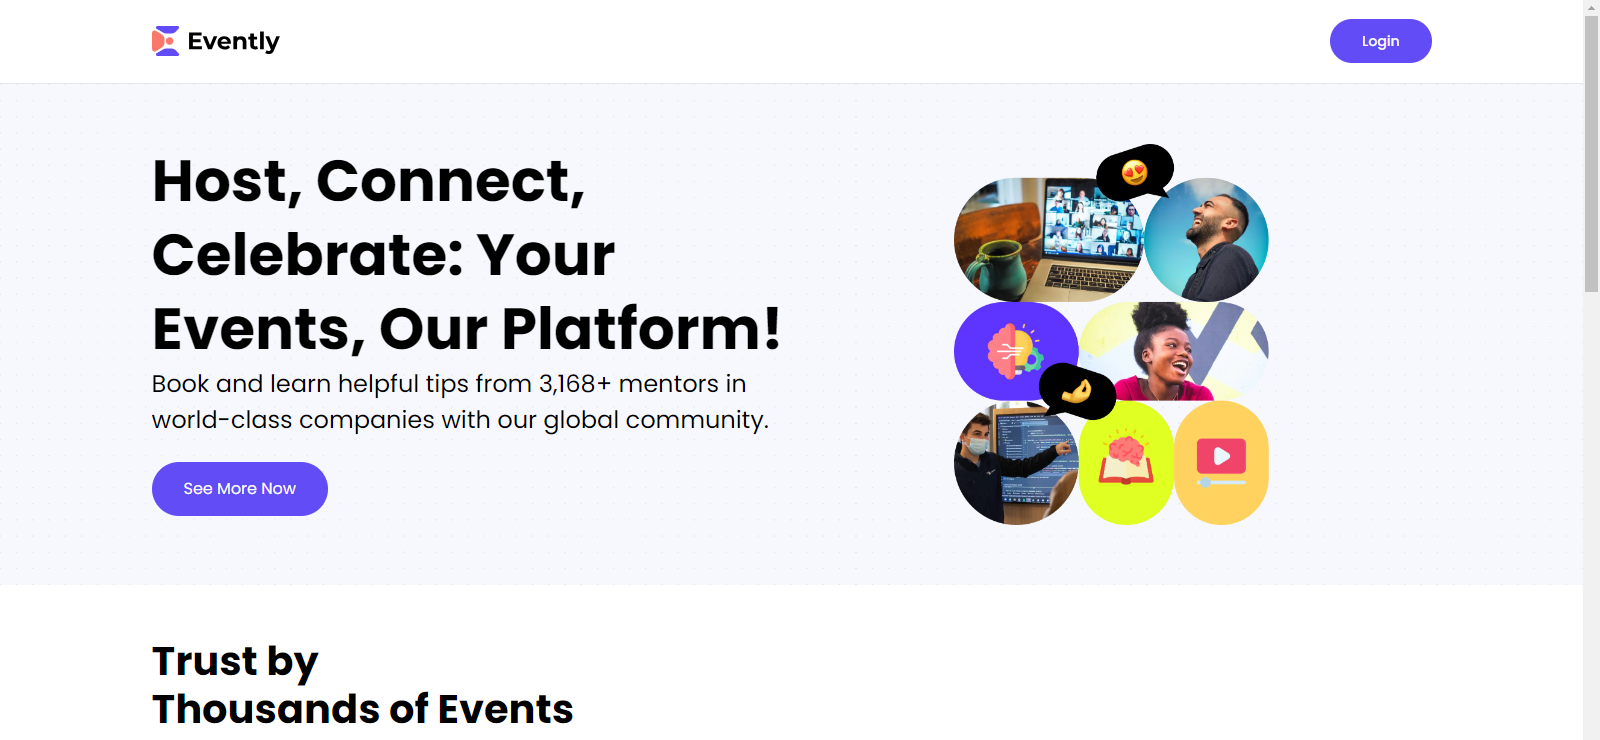 Evently
Login
Host, Connect,
Celebrate: Your
Events, Our Platform!
Book and learn helpful tips from 3,168+ mentors in
world-class companies with our global community.
See More Now
Trust by
Thousands of Events